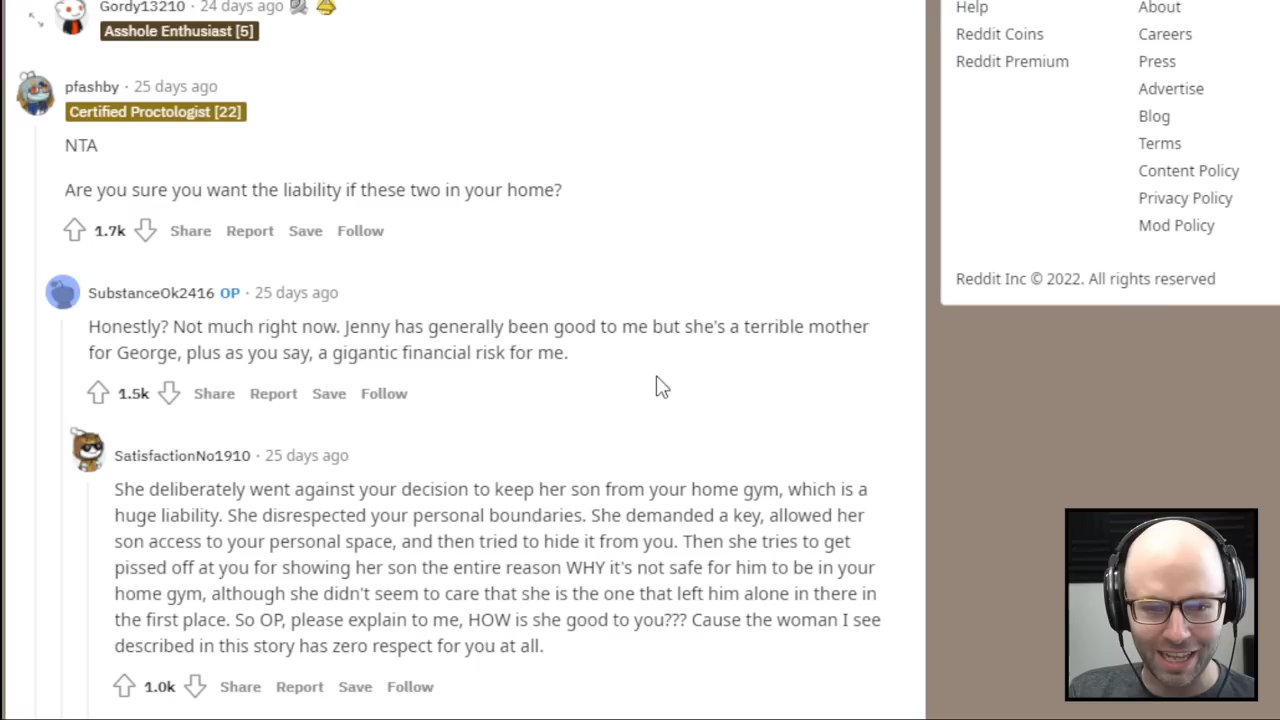 Gordy13210 · 24 days ago
Asshole Enthusiast [5]
pfashby · 25 days ago
Certified Proctologist [22]
NTA
Are you sure you want the liability if these two in your home?
1.7k Share Report Save Follow
SubstanceOk2416 OP · 25 days ago
Honestly? Not much right now. Jenny has generally been good to me but she's a terrible mother
for George, plus as you say, a gigantic financial risk for me.
1.5k Share Report Save Follow
SatisfactionNo1910 · 25 days ago
She deliberately went against your decision to keep her son from your home gym, which is a
huge liability. She disrespected your personal boundaries. She demanded a key, allowed her
son access to your personal space, and then tried to hide it from you. Then she tries to get
pissed off at you for showing her son the entire reason WHY it's not safe for him to be in your
home gym, although she didn't seem to care that she is the one that left him alone in there in
the first place. So OP, please explain to me, HOW is she good to you??? Cause the woman I see
described in this story has zero respect for you at all.
1.0k Share Report Save Follow
Help
Reddit Coins
Reddit Premium
About
Careers
Press
Advertise
Blog
Terms
Content Policy
Privacy Policy
Mod Policy
Reddit Inc © 2022. All rights reserved